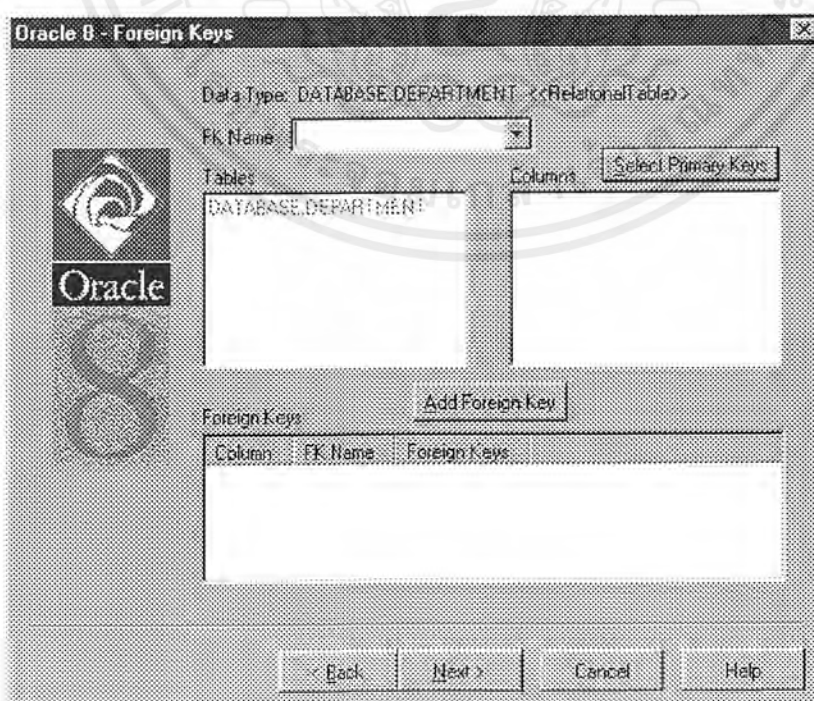 Oracle 8 - Foreign Keys
Data Type: DATABASE.DEPARTMENT <<RelationalTable>>
FK Name
Tables
Columns
Select Primary Keys
DATABASE.DEPARTMENT
Oracle
8
Add Foreign Key
Foreign Keys
Column FK Name Foreign Keys
< Back Next > Cancel Help